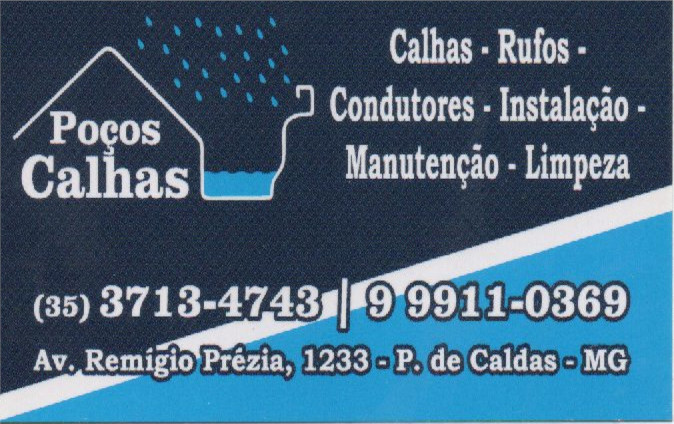 Poços
Calhas
Calhas - Rufos -
Condutores - Instalação -
Manutenção - Limpeza
(35) 3713-4743 | 9 9911-0369
Av. Remígio Prézia, 1233 - P. de Caldas - MG